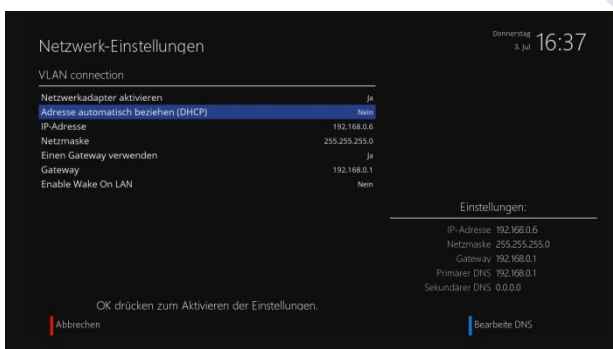 Netzwerk-Einstellungen
Donnerstag
3. Jul 16:37
VLAN connection
Netzwerkadapter aktivieren Ja
Adresse automatisch beziehen (DHCP) Nein
IP-Adresse 192.168.0.6
Netzmaske 255.255.255.0
Einen Gateway verwenden Ja
Gateway 192.168.0.1
Enable Wake On LAN Nein
Einstellungen:
IP-Adresse 192.168.0.6
Netzmaske 255.255.255.0
Gateway 192.168.0.1
Primärer DNS 192.168.0.1
Sekundärer DNS 0.0.0.0
OK drücken zum Aktivieren der Einstellungen.
Abbrechen
Bearbeite DNS